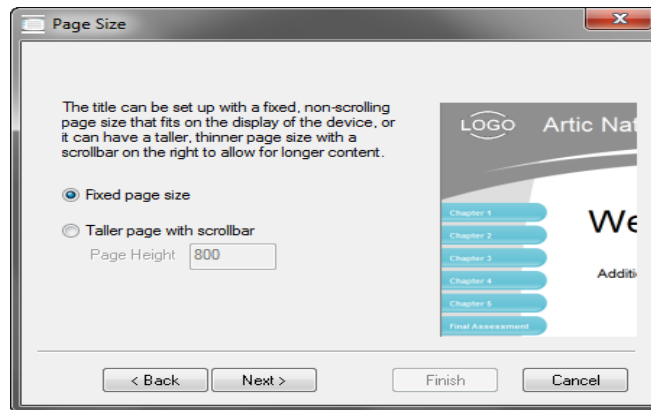 Page Size
The title can be set up with a fixed, non-scrolling
page size that fits on the display of the device, or
it can have a taller, thinner page size with a
scrollbar on the right to allow for longer content.
Fixed page size
Taller page with scrollbar
Page Height 800
LOGO Artic Nat
Chapter 1
We
Chapter 2
Chapter 3
Additi
Chapter 4
Chapter 5
Final Assessment
< Back Next > Finish Cancel